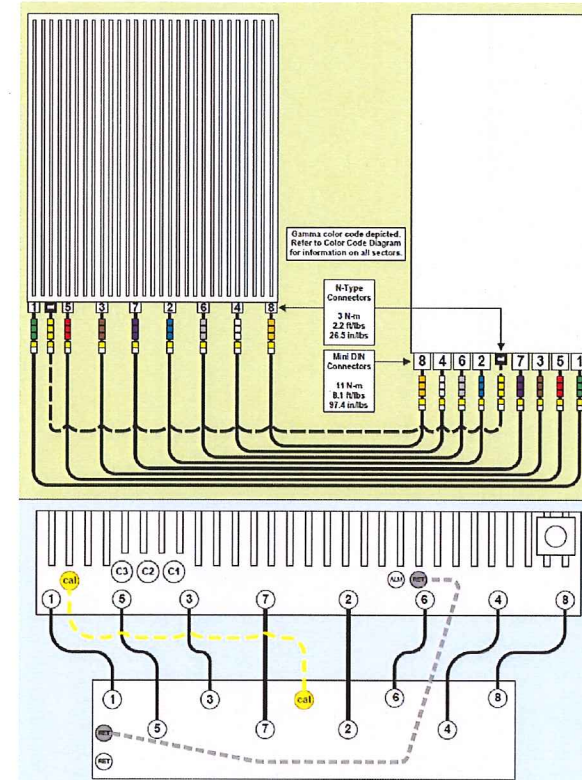 Gamma color code depicted.
Refer to Color Code Diagram
for information on all sectors.
N-Type
Connectors
3 N-m
2.2 ft/lbs
26.5 in/lbs
Mini DIN
Connectors
11 N-m
8.1 ft/lbs
97.4 in/lbs
1 5 3 7 2 6 4 8
8 4 6 2 7 3 5 1
cal C3 C2 C1 ALM RET
1 5 3 7 2 6 4 8
1 3 cal 6 8
5 7 2 4
RET
RET